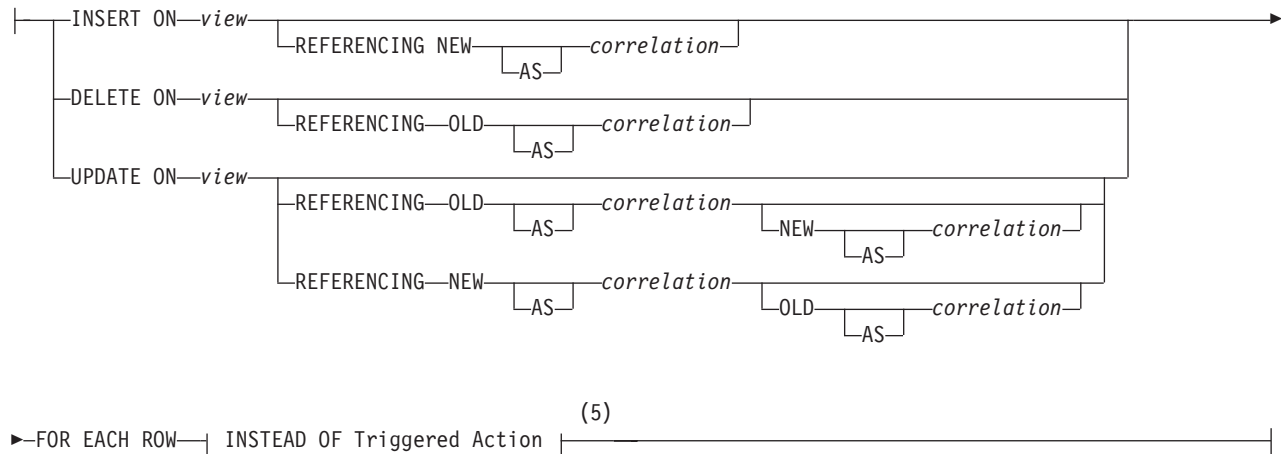 INSERT ON view
REFERENCING NEW AS correlation
DELETE ON view
REFERENCING OLD AS correlation
UPDATE ON view
REFERENCING OLD AS correlation NEW AS correlation
REFERENCING NEW AS correlation OLD AS correlation
(5)
FOR EACH ROW INSTEAD OF Triggered Action